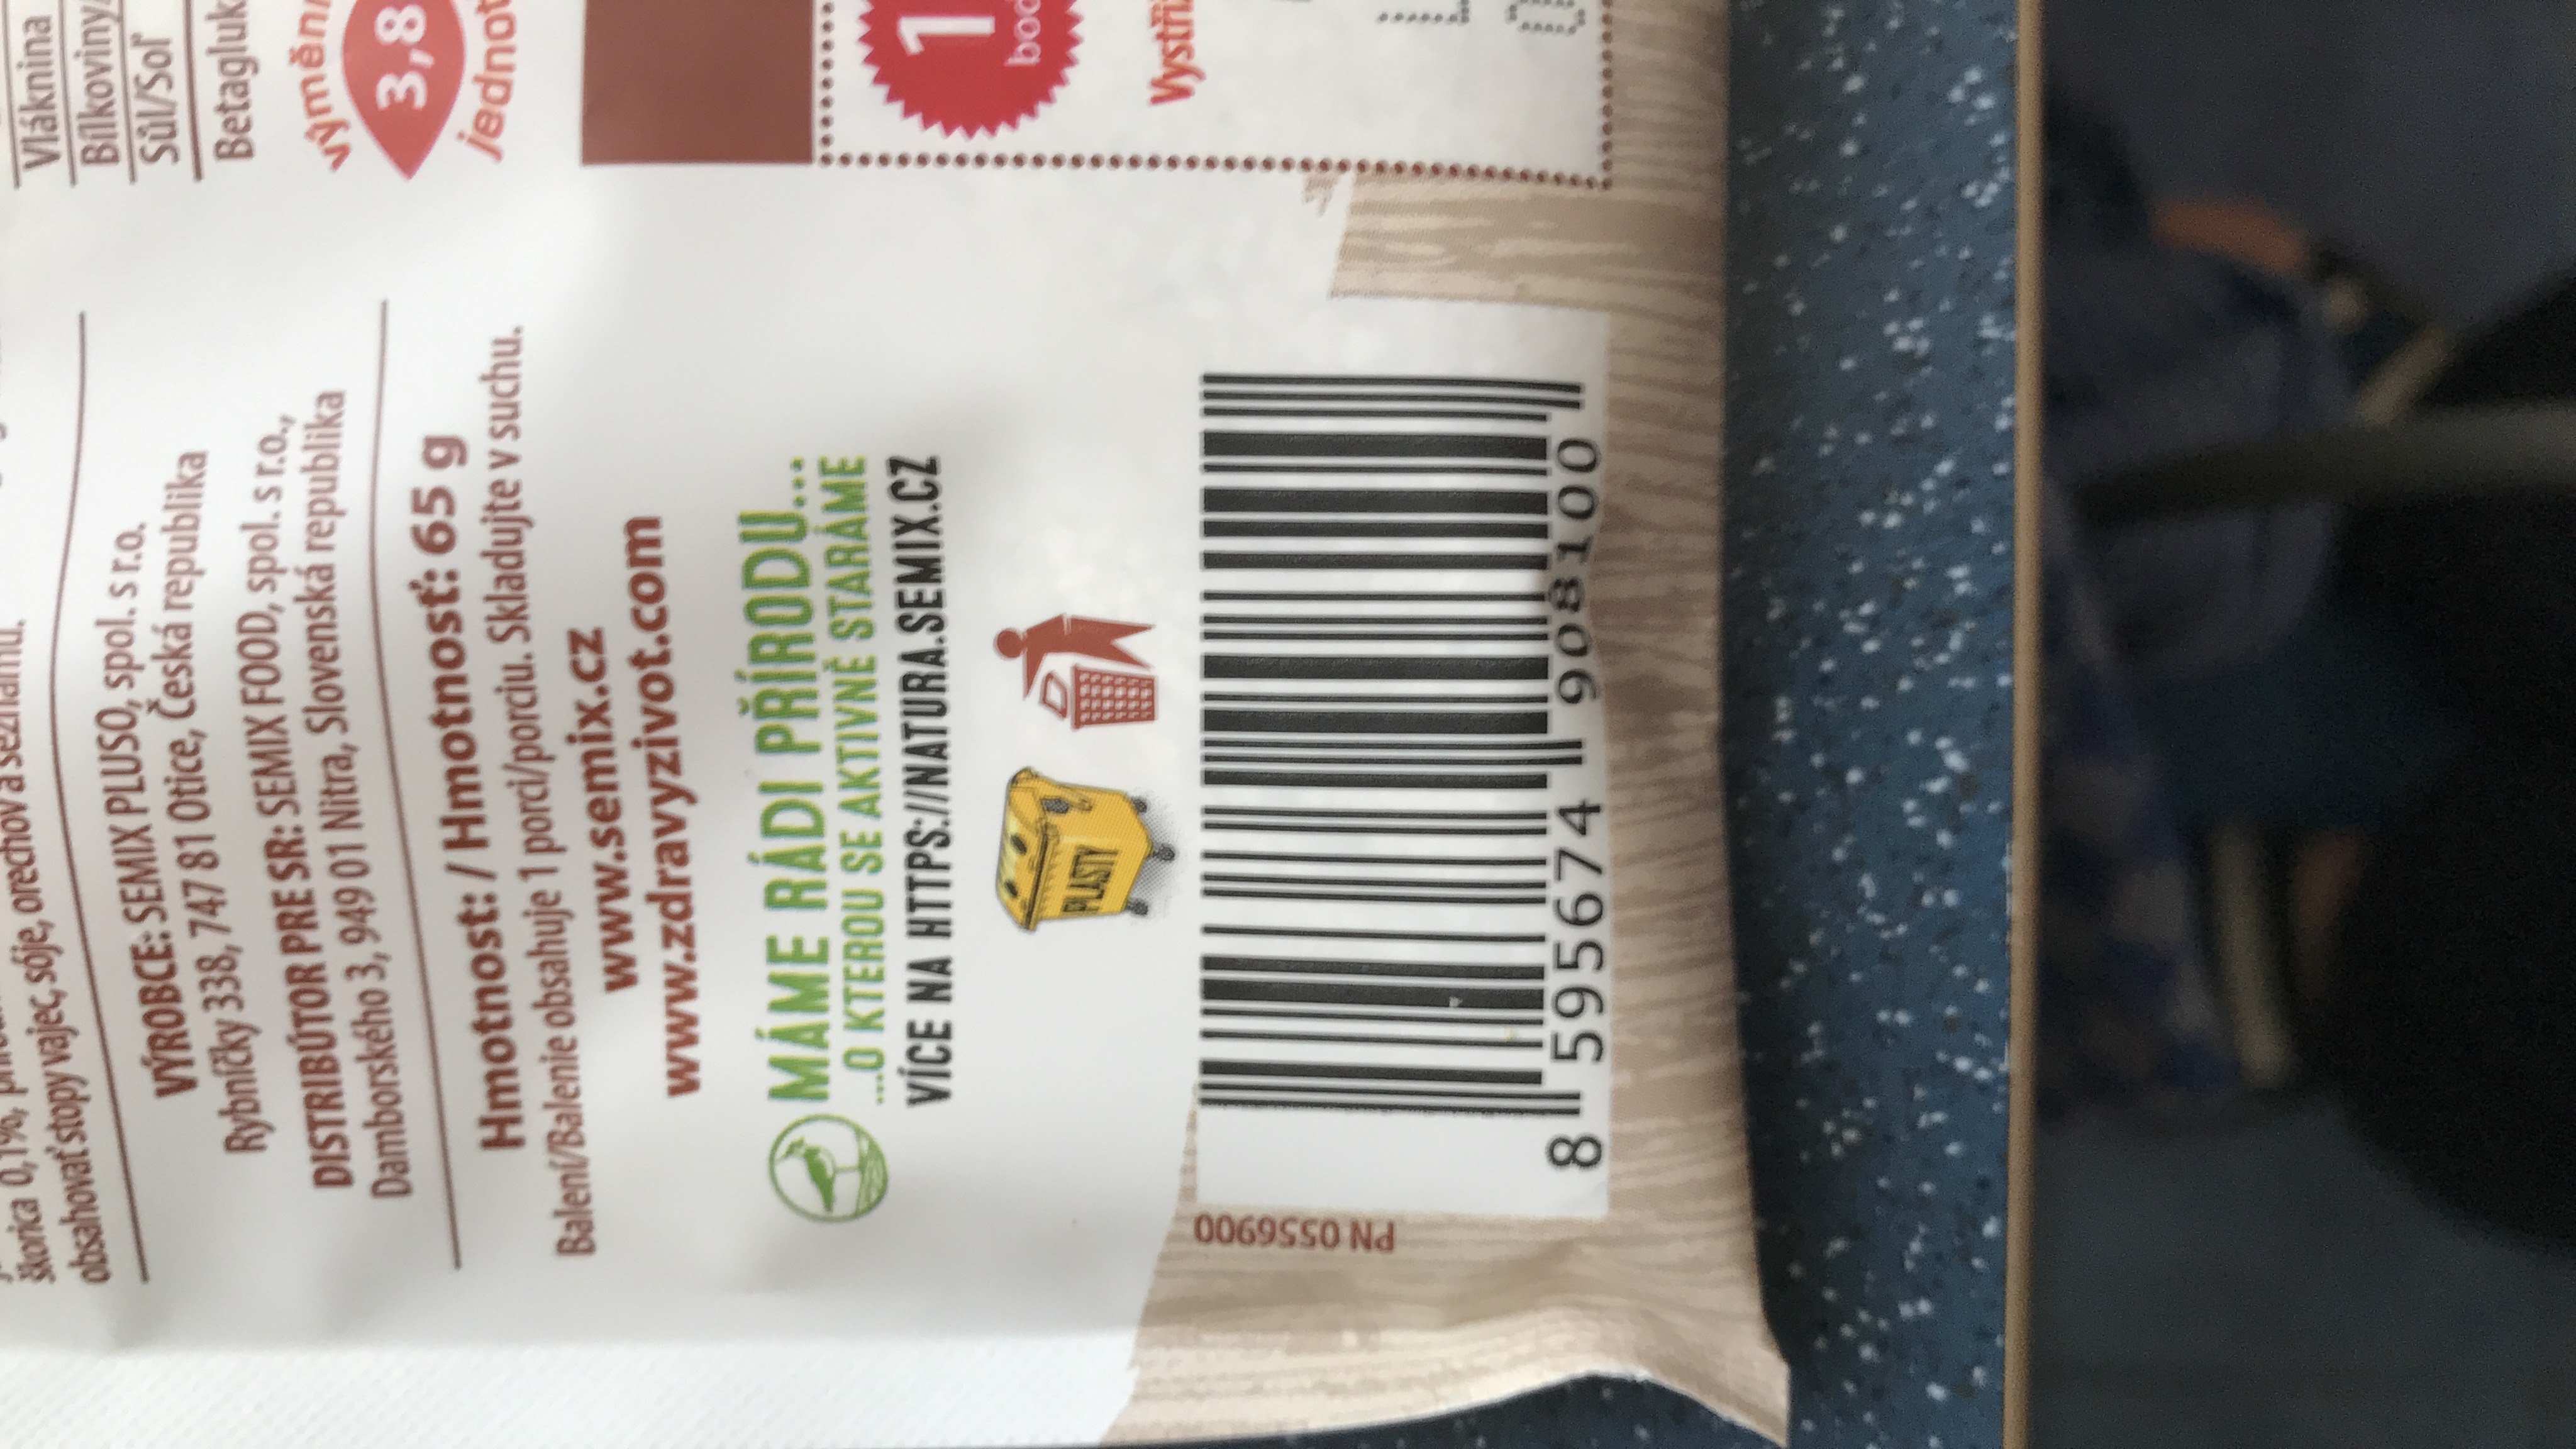 Vláknina
Bílkoviny/
Sůl/Soľ
Betagluk
výměnn
3,8
jednot
škorica 0,1%,
obsahovať stopy vajec, sóje, orechov a sezamu.
VÝROBCE: SEMIX PLUSO, spol. s r.o.
Rybníčky 338, 747 81 Otice, Česká republika
DISTRIBÚTOR PRE SR: SEMIX FOOD, spol. s r.o.,
Damborského 3, 949 01 Nitra, Slovenská republika
Hmotnost: / Hmotnosť: 65 g
Balení/Balenie obsahuje 1 porci/porciu. Skladujte v suchu.
www.semix.cz
www.zdravyzivot.com
MÁME RÁDI PŘÍRODU...
...O KTEROU SE AKTIVNĚ STARÁME
VÍCE NA HTTPS://NATURA.SEMIX.CZ
PLASTY
1
bod
Vystři
PN 0556900
8 595674 908100